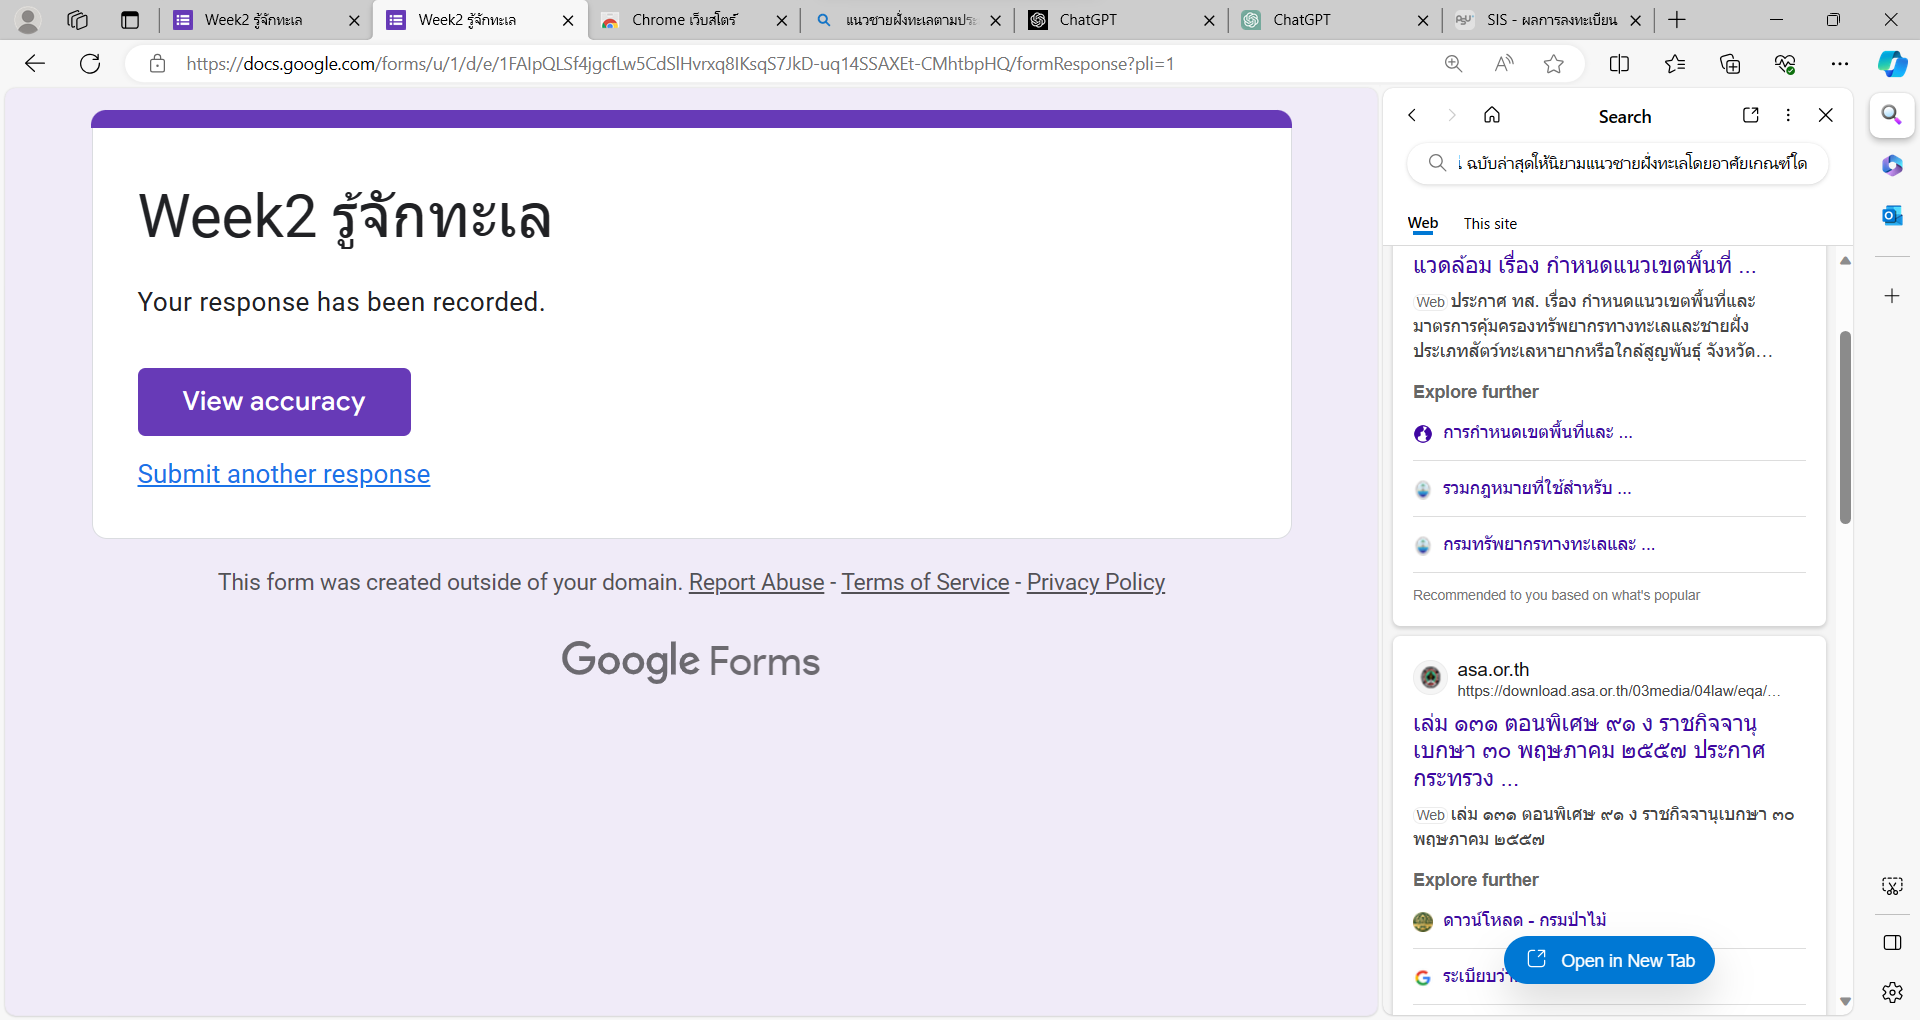 Week2 รู้จักทะเล
Week2 รู้จักทะเล
Chrome เว็บสโตร์
แนวชายฝั่งทะเลตามประ
ChatGPT
ChatGPT
SIS - ผลการลงทะเบียน
https://docs.google.com/forms/u/1/d/e/1FAIpQLSf4jgcfLw5CdSlHvrxq8IKsqS7JkD-uq14SSAXEt-CMhtbpHQ/formResponse?pli=1
Week2 รู้จักทะเล
Your response has been recorded.
View accuracy
Submit another response
This form was created outside of your domain. Report Abuse - Terms of Service - Privacy Policy
Google Forms
Search
ฉบับล่าสุดให้นิยามแนวชายฝั่งทะเลโดยอาศัยเกณฑ์ใด
Web This site
แวดล้อม เรื่อง กำหนดแนวเขตพื้นที่ ...
Web ประกาศ ทส. เรื่อง กำหนดแนวเขตพื้นที่และ
มาตรการคุ้มครองทรัพยากรทางทะเลและชายฝั่ง
ประเภทสัตว์ทะเลหายากหรือใกล้สูญพันธุ์ จังหวัด...
Explore further
การกำหนดเขตพื้นที่และ ...
รวมกฎหมายที่ใช้สำหรับ ...
กรมทรัพยากรทางทะเลและ ...
Recommended to you based on what's popular
asa.or.th
https://download.asa.or.th/03media/04law/eqa/...
เล่ม ๑๓๑ ตอนพิเศษ ๙๑ ง ราชกิจจานุ
เบกษา ๓๐ พฤษภาคม ๒๕๕๗ ประกาศ
กระทรวง ...
Web เล่ม ๑๓๑ ตอนพิเศษ ๙๑ ง ราชกิจจานุเบกษา ๓๐
พฤษภาคม ๒๕๕๗
Explore further
ดาวน์โหลด - กรมป่าไม้
ระเบียบว่า
Open in New Tab